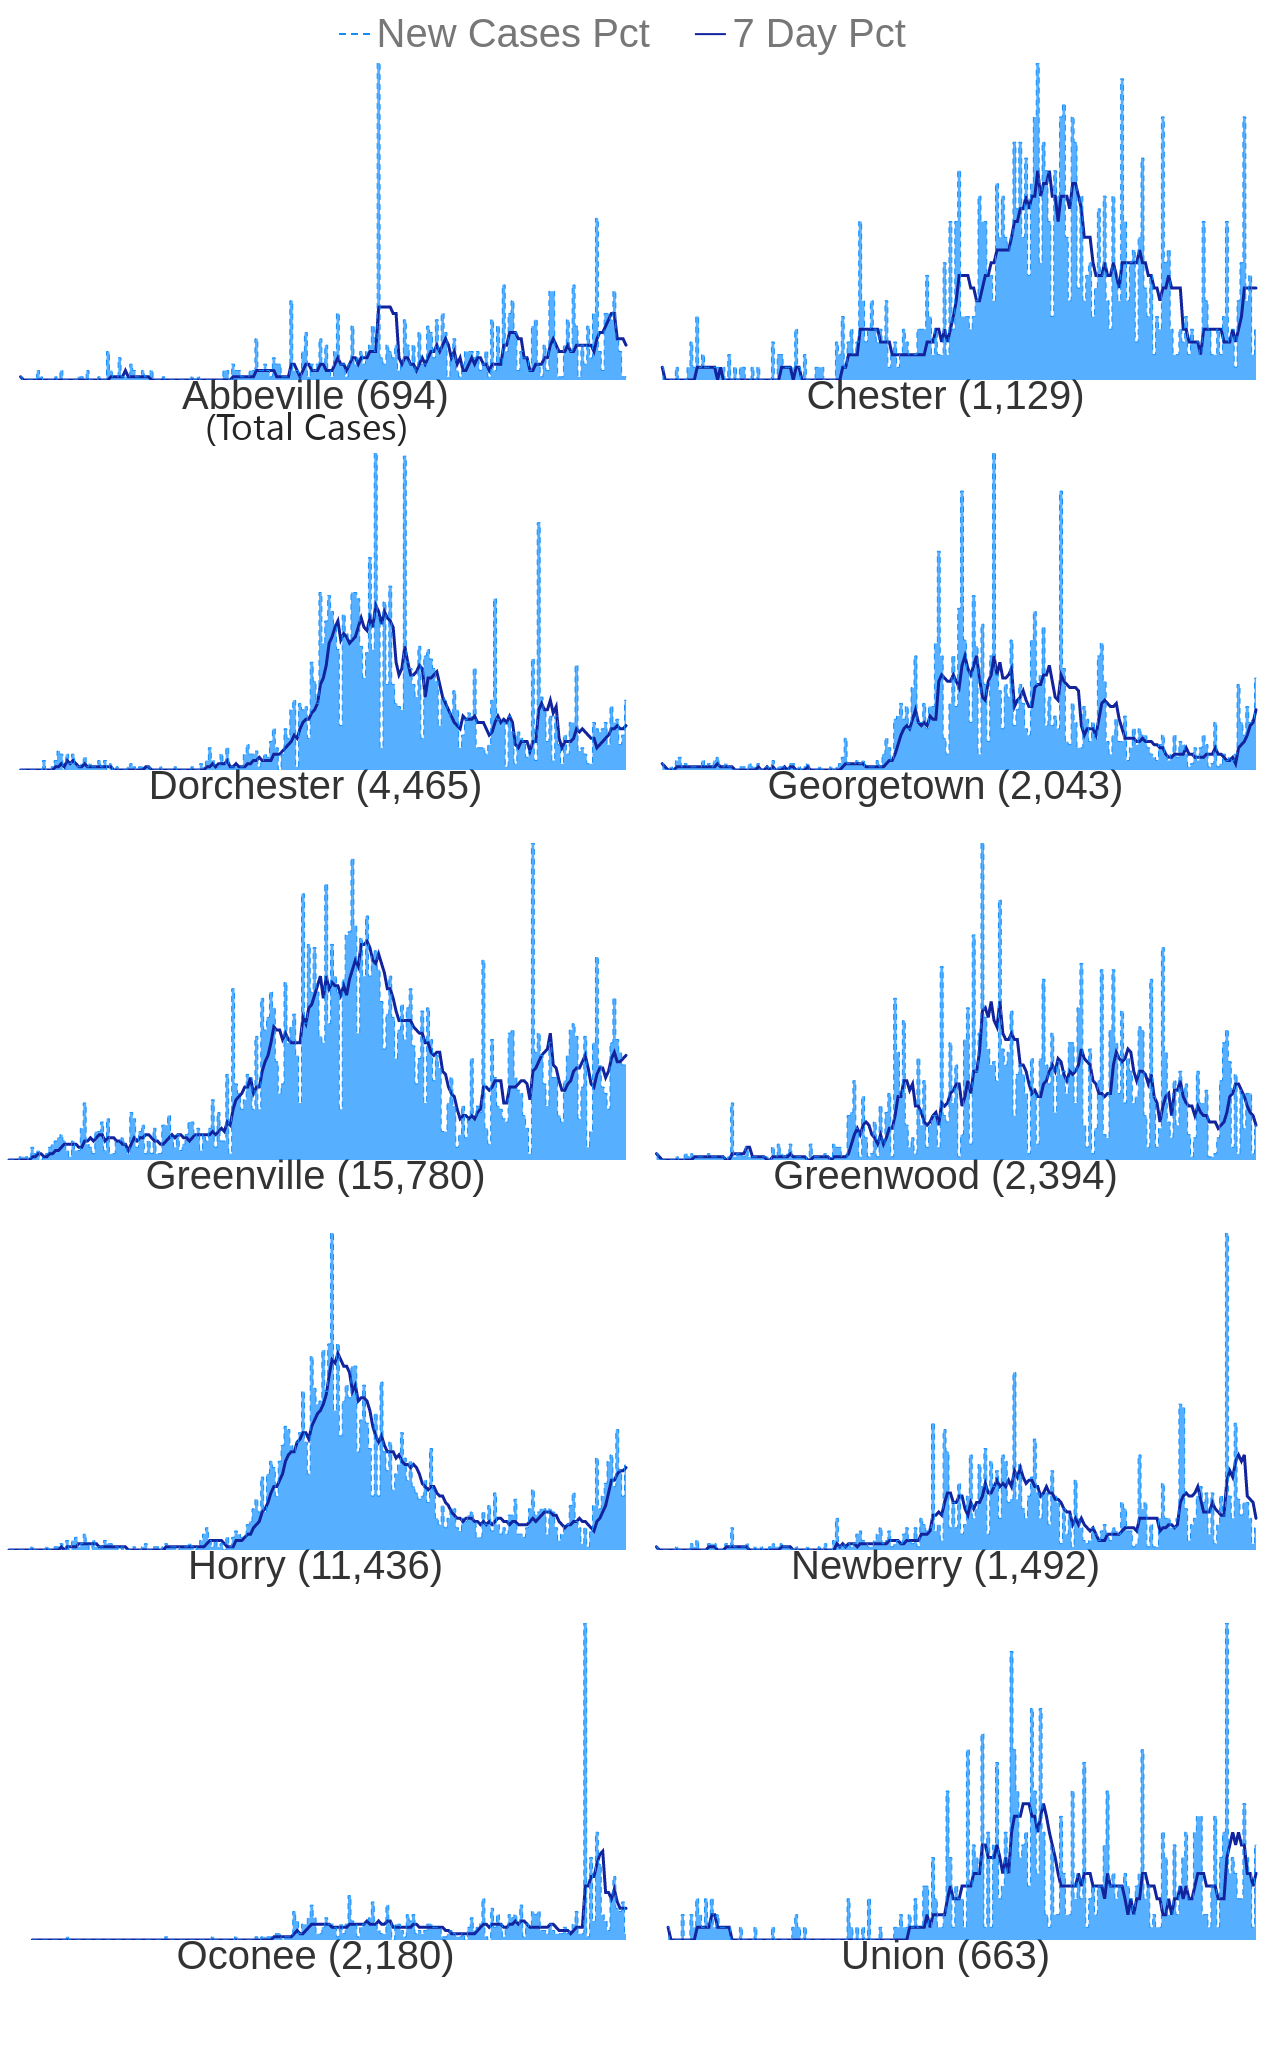 New Cases Pct 7 Day Pct
Abbeville (694) Chester (1,129)
(Total Cases)
Dorchester (4,465) Georgetown (2,043)
Greenville (15,780) Greenwood (2,394)
Horry (11,436) Newberry (1,492)
Oconee (2,180) Union (663)